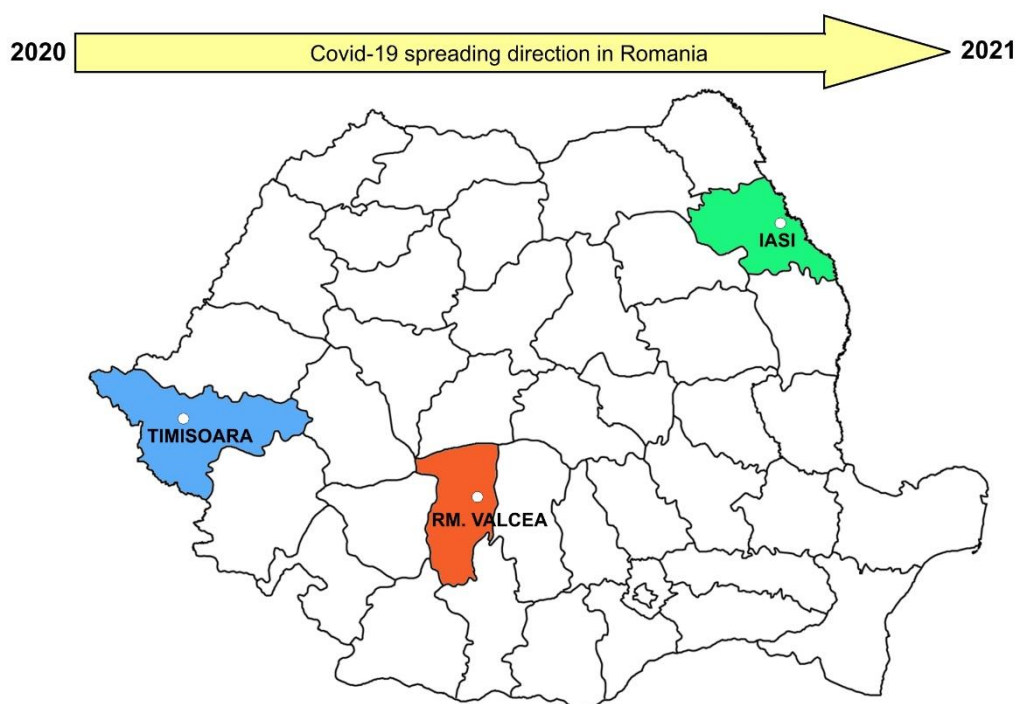 2020 Covid-19 spreading direction in Romania 2021
IASI
TIMISOARA
RM. VALCEA